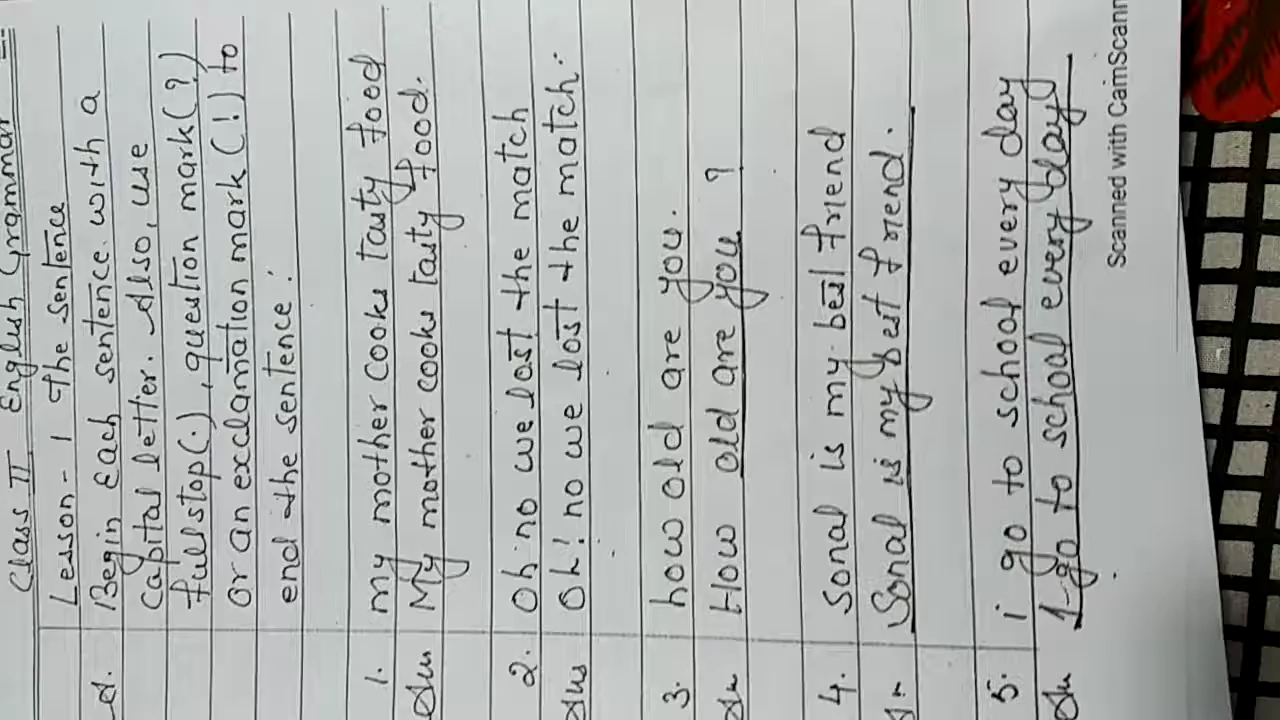 Class II English Grammar
Lesson - 1 The Sentence
A. Begin Each sentence with a
capital letter. Also, use
full stop(.), question mark(?)
or an exclamation mark(!) to
end the sentence.
1. my mother cooks tasty food
Ans My mother cooks tasty food.
2. Oh no we lost the match
Ans Oh! no we lost the match.
3. how old are you.
An How old are you ?
4. Sonal is my best friend
Sonal is my best friend.
5. i go to school every day
An I go to school every day
Scanned with CamScann